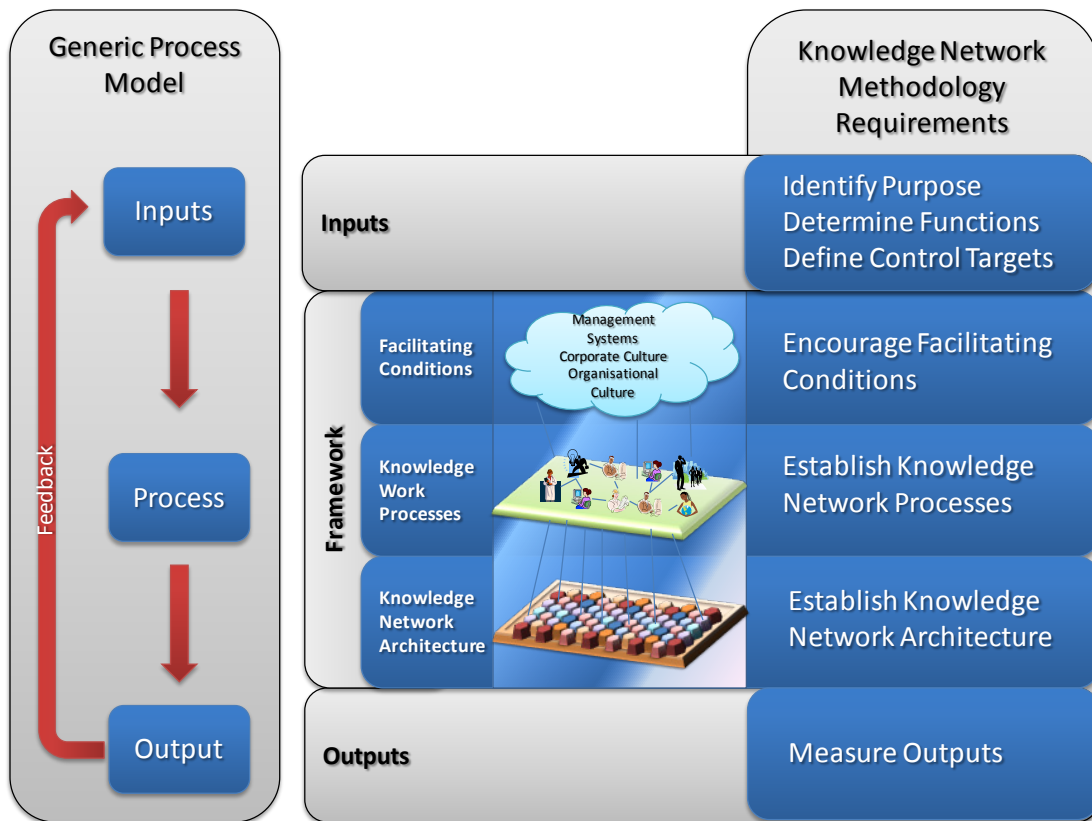 Generic Process
Model
Inputs
Process
Output
Feedback
Knowledge Network
Methodology
Requirements
Inputs
Identify Purpose
Determine Functions
Define Control Targets
Framework
Facilitating
Conditions
Management
Systems
Corporate Culture
Organisational
Culture
Encourage Facilitating
Conditions
Knowledge
Work
Processes
Establish Knowledge
Network Processes
Knowledge
Network
Architecture
Establish Knowledge
Network Architecture
Outputs
Measure Outputs